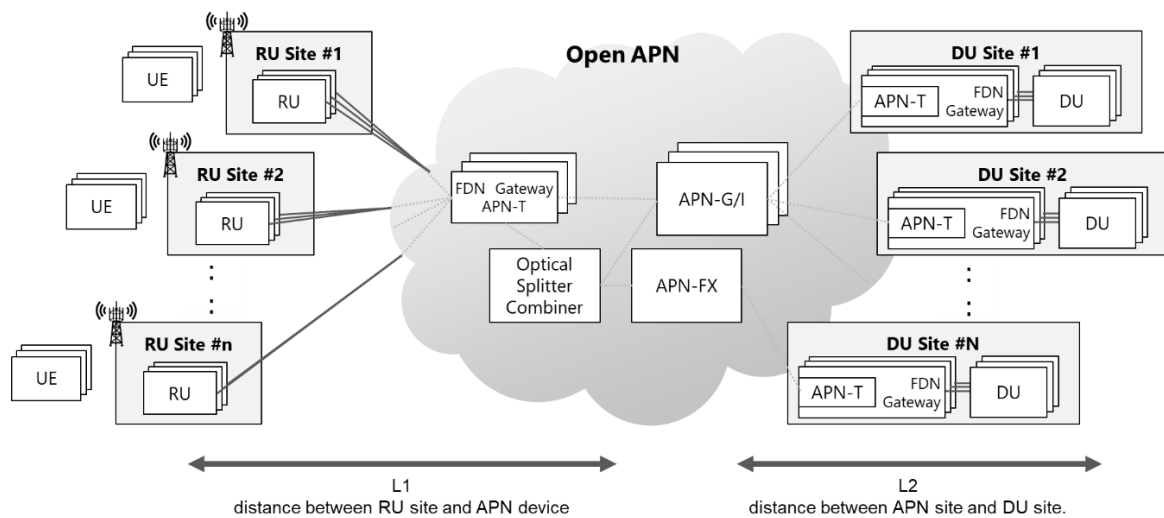 Open APN
RU Site #1
UE
RU
RU Site #2
UE
RU
RU Site #n
UE
RU
FDN Gateway
APN-T
APN-G/I
Optical
Splitter
Combiner
APN-FX
DU Site #1
APN-T
FDN
Gateway
DU
DU Site #2
APN-T
FDN
Gateway
DU
DU Site #N
APN-T
FDN
Gateway
DU
L1
distance between RU site and APN device
L2
distance between APN site and DU site.